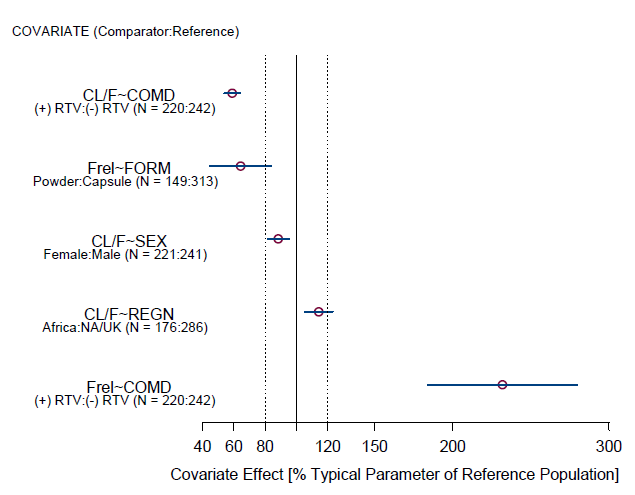 COVARIATE (Comparator:Reference)
CL/F~COMD
(+) RTV:(-) RTV (N = 220:242)
Frel~FORM
Powder:Capsule (N = 149:313)
CL/F~SEX
Female:Male (N = 221:241)
CL/F~REGN
Africa:NA/UK (N = 176:286)
Frel~COMD
(+) RTV:(-) RTV (N = 220:242)
40 60 80 120 150 200 300
Covariate Effect [% Typical Parameter of Reference Population]